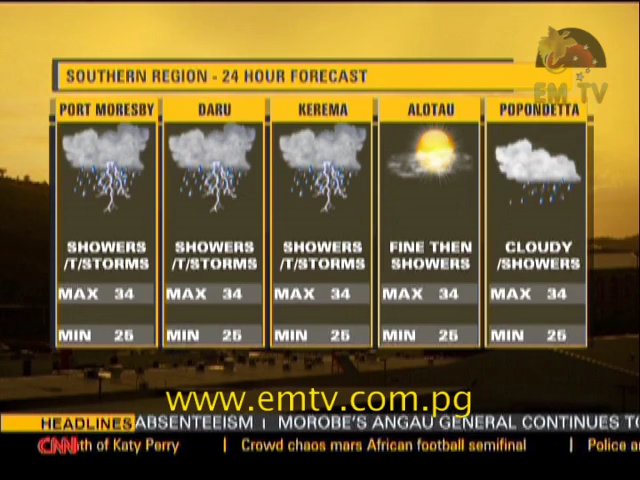 EM TV
SOUTHERN REGION - 24 HOUR FORECAST
PORT MORESBY DARU KEREMA ALOTAU POPONDETTA
SHOWERS SHOWERS SHOWERS FINE THEN CLOUDY
/T/STORMS /T/STORMS /T/STORMS SHOWERS /SHOWERS
MAX 34 MAX 34 MAX 34 MAX 34 MAX 34
MIN 25 MIN 25 MIN 25 MIN 25 MIN 25
www.emtv.com.pg
HEADLINES ABSENTEEISM | MOROBE'S ANGAU GENERAL CONTINUES TO
CNN th of Katy Perry | Crowd chaos mars African football semifinal | Police